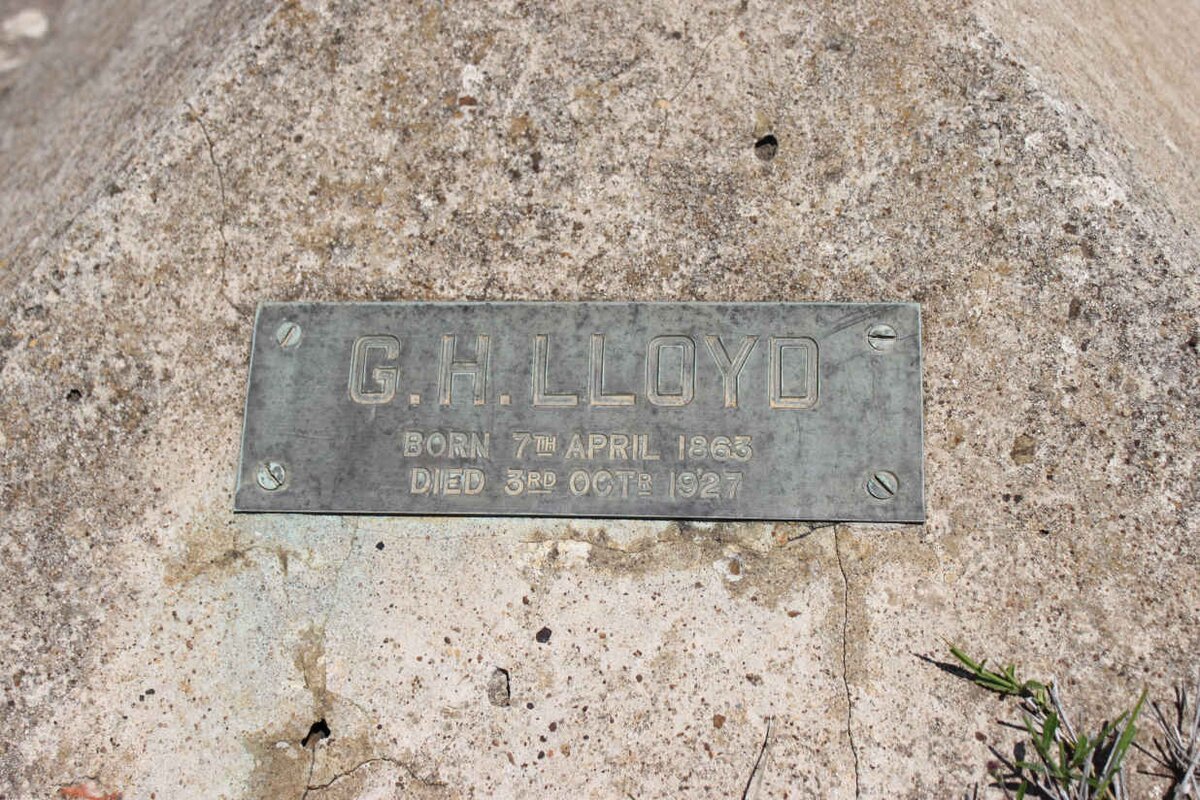 G.H.LLOYD
BORN 7TH APRIL 1863
DIED 3RD OCTR 1927